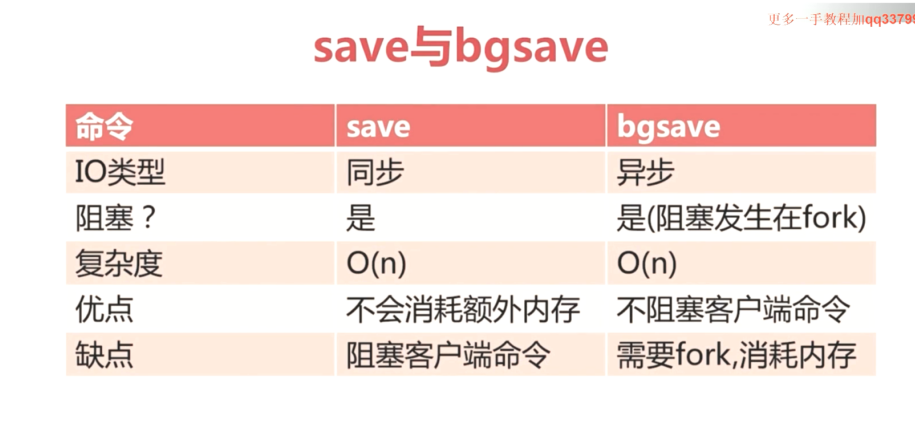 更多一手教程加qq33799
save与bgsave
命令 save bgsave
IO类型 同步 异步
阻塞？ 是 是(阻塞发生在fork)
复杂度 O(n) O(n)
优点 不会消耗额外内存 不阻塞客户端命令
缺点 阻塞客户端命令 需要fork,消耗内存